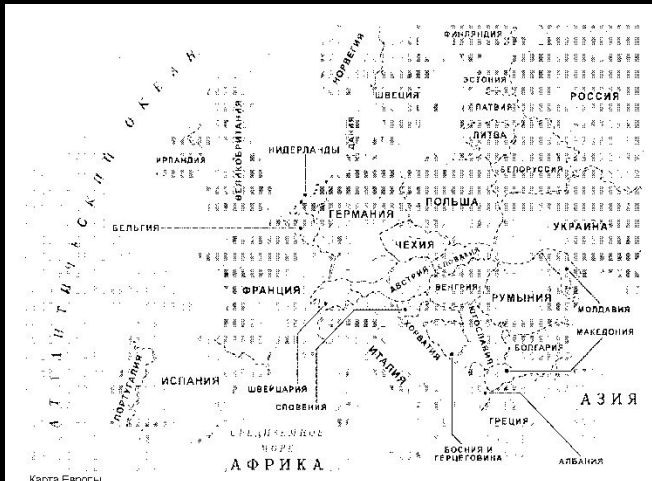 ФИНЛЯНДИЯ
НОРВЕГИЯ
ШВЕЦИЯ
ЭСТОНИЯ
РОССИЯ
ЛАТВИЯ
ЛИТВА
ДАНИЯ
АТЛАНТИЧЕСКИЙ ОКЕАН
ИРЛАНДИЯ
ВЕЛИКОБРИТАНИЯ
НИДЕРЛАНДЫ
БЕЛОРУССИЯ
ПОЛЬША
ГЕРМАНИЯ
БЕЛЬГИЯ
УКРАИНА
ЧЕХИЯ
СЛОВАКИЯ
АВСТРИЯ
ФРАНЦИЯ
ВЕНГРИЯ
РУМЫНИЯ
МОЛДАВИЯ
МАКЕДОНИЯ
ХОРВАТИЯ
ЮГОСЛАВИЯ
БОЛГАРИЯ
ИТАЛИЯ
ПОРТУГАЛИЯ
ИСПАНИЯ
ШВЕЙЦАРИЯ
СЛОВЕНИЯ
АЗИЯ
ГРЕЦИЯ
СРЕДИЗЕМНОЕ
МОРЕ
БОСНИЯ И
ГЕРЦЕГОВИНА
АЛБАНИЯ
АФРИКА
Карта Европы